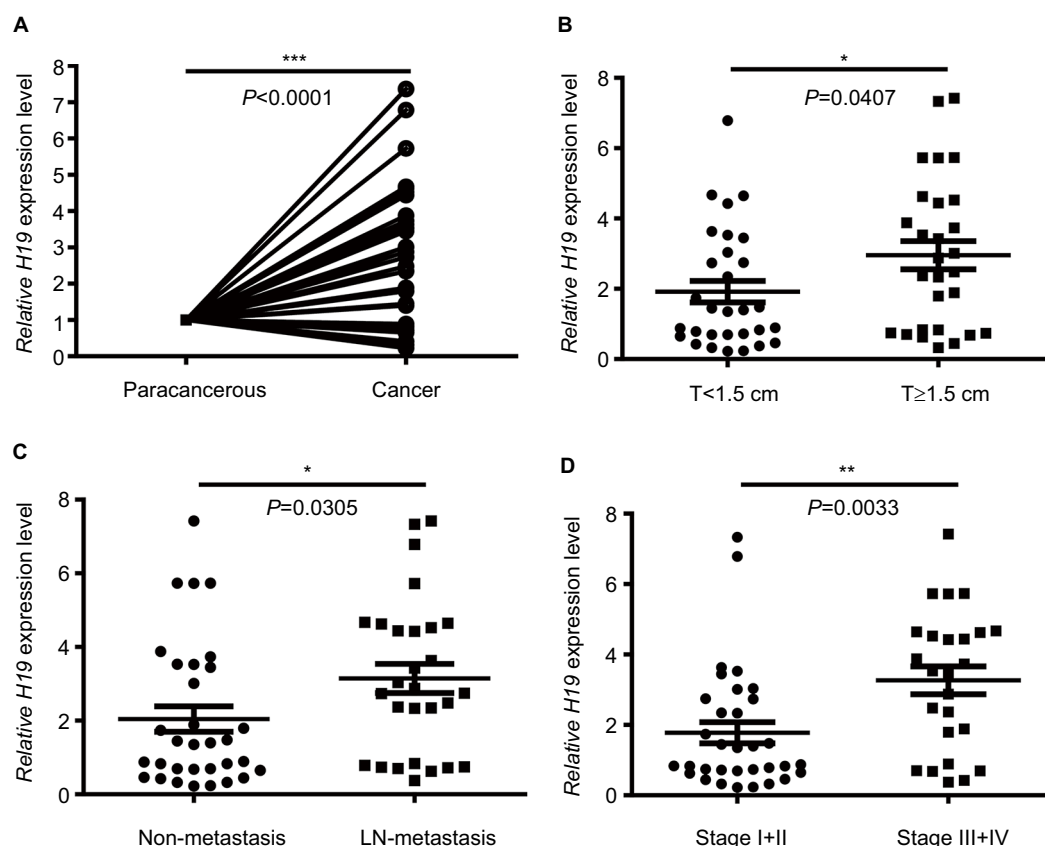 A
***
P<0.0001
Relative H19 expression level
8
7
6
5
4
3
2
1
0
Paracancerous Cancer
B
*
P=0.0407
Relative H19 expression level
8
6
4
2
0
T<1.5 cm T≥1.5 cm
C
*
P=0.0305
Relative H19 expression level
8
6
4
2
0
Non-metastasis LN-metastasis
D
**
P=0.0033
Relative H19 expression level
8
6
4
2
0
Stage I+II Stage III+IV